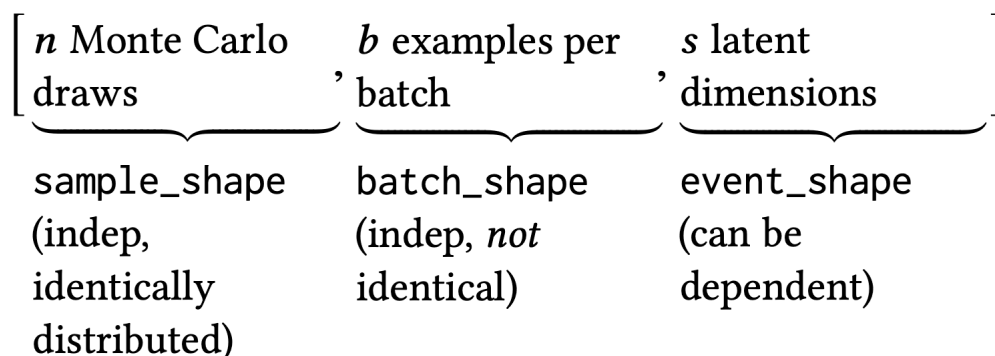 [ n Monte Carlo draws , b examples per batch , s latent dimensions ]
sample_shape (indep, identically distributed)
batch_shape (indep, not identical)
event_shape (can be dependent)